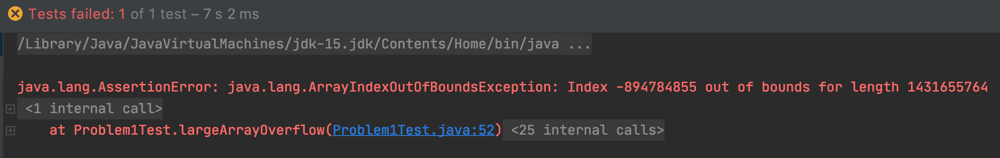 Tests failed: 1 of 1 test – 7 s 2 ms
/Library/Java/JavaVirtualMachines/jdk-15.jdk/Contents/Home/bin/java ...
java.lang.AssertionError: java.lang.ArrayIndexOutOfBoundsException: Index -894784855 out of bounds for length 1431655764
<1 internal call>
at Problem1Test.largeArrayOverflow(Problem1Test.java:52) <25 internal calls>